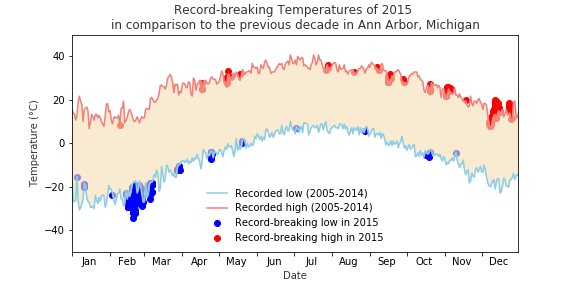 Record-breaking Temperatures of 2015
in comparison to the previous decade in Ann Arbor, Michigan
Temperature (°C)
40
20
0
−20
−40
Recorded low (2005-2014)
Recorded high (2005-2014)
Record-breaking low in 2015
Record-breaking high in 2015
Jan Feb Mar Apr May Jun Jul Aug Sep Oct Nov Dec
Date